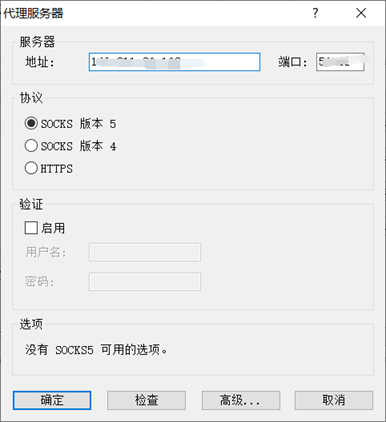 代理服务器
服务器
地址:
端口:
协议
SOCKS 版本 5
SOCKS 版本 4
HTTPS
验证
启用
用户名:
密码:
选项
没有 SOCKS5 可用的选项。
确定 检查 高级... 取消